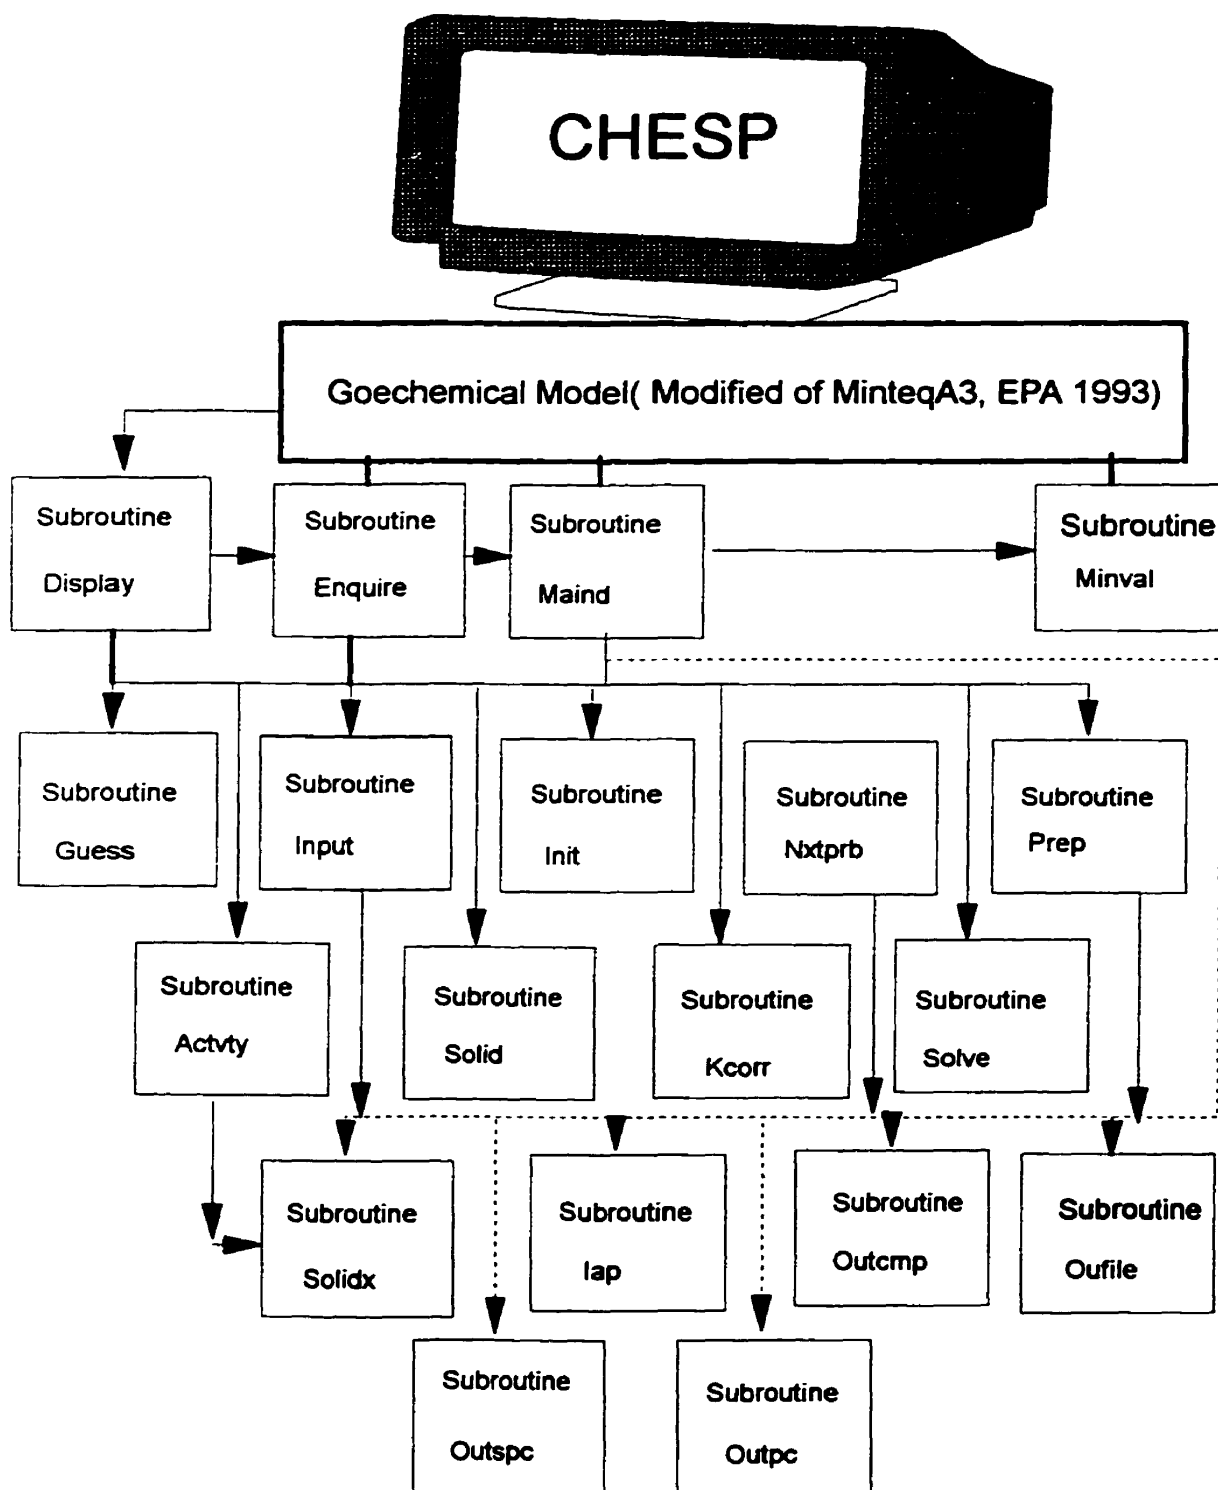 CHESP
Goechemical Model( Modified of MinteqA3, EPA 1993)
Subroutine
Display
Subroutine
Enquire
Subroutine
Maind
Subroutine
Minval
Subroutine
Guess
Subroutine
Input
Subroutine
Init
Subroutine
Nxtprb
Subroutine
Prep
Subroutine
Actvty
Subroutine
Solid
Subroutine
Kcorr
Subroutine
Solve
Subroutine
Solidx
Subroutine
Iap
Subroutine
Outcmp
Subroutine
Oufile
Subroutine
Outspc
Subroutine
Outpc